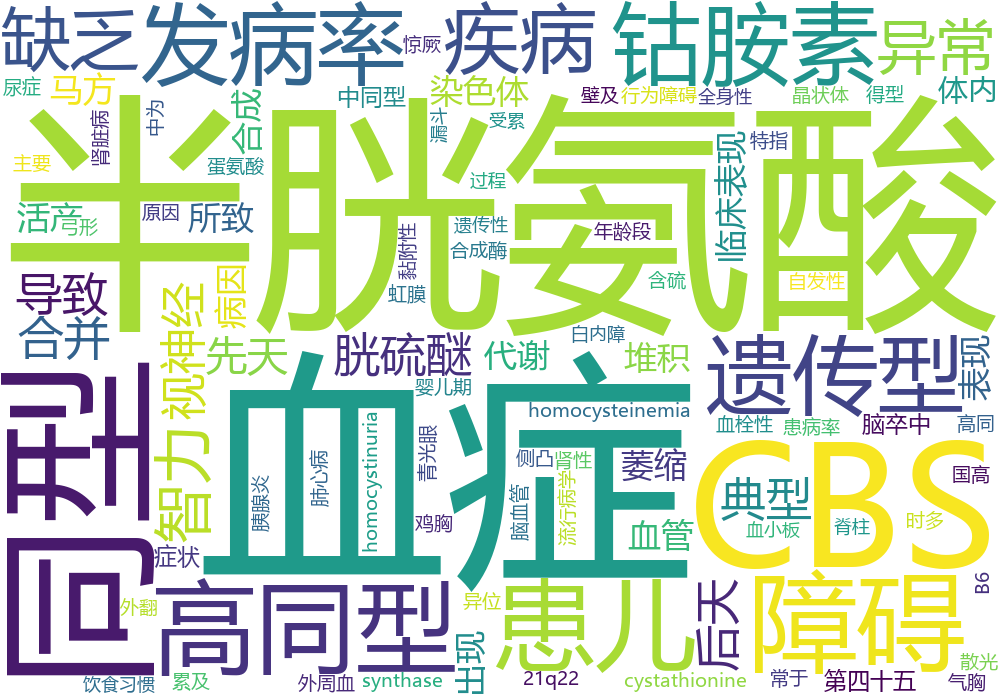 缺乏
发病率
惊厥
疾病
钴胺素
异常
尿症
马方
合成
中同型
染色体
壁及
行为障碍
全身性
晶状体
得型
体内
中为
肾脏病
漏斗
受累
特指
主要
蛋氨酸
半胱氨酸
过程
临床表现
活产
弓形
原因
所致
遗传性
年龄段
合成酶
黏附性
含硫
自发性
导致
病因
虹膜
合并
视神经
先天
胱硫醚
白内障
代谢
堆积
遗传型
表现
同型
智力
血症
婴儿期
homocysteinemia
血栓性
患病率
脑卒中
高同
胰腺炎
肺心病
homocystinuria
青光眼
侧凸
肾性
萎缩
CBS
国高
典型
症状
鸡胸
脑血管
流行病学
血管
血小板
脊柱
时多
外翻
高同型
异位
患儿
后天
障碍
B6
散光
饮食习惯
累及
外周血
synthase
出现
21q22
cystathionine
常于
第四十五
气胸